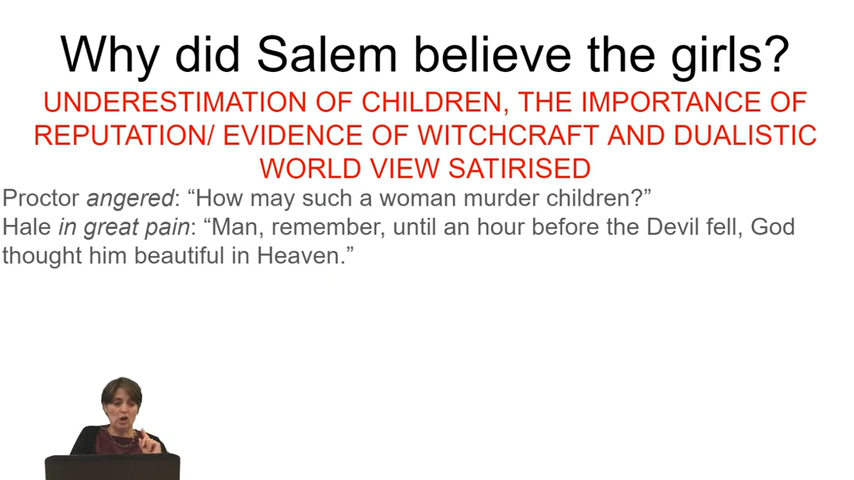 Why did Salem believe the girls?
UNDERESTIMATION OF CHILDREN, THE IMPORTANCE OF
REPUTATION/ EVIDENCE OF WITCHCRAFT AND DUALISTIC
WORLD VIEW SATIRISED
Proctor angered: “How may such a woman murder children?”
Hale in great pain: “Man, remember, until an hour before the Devil fell, God
thought him beautiful in Heaven.”